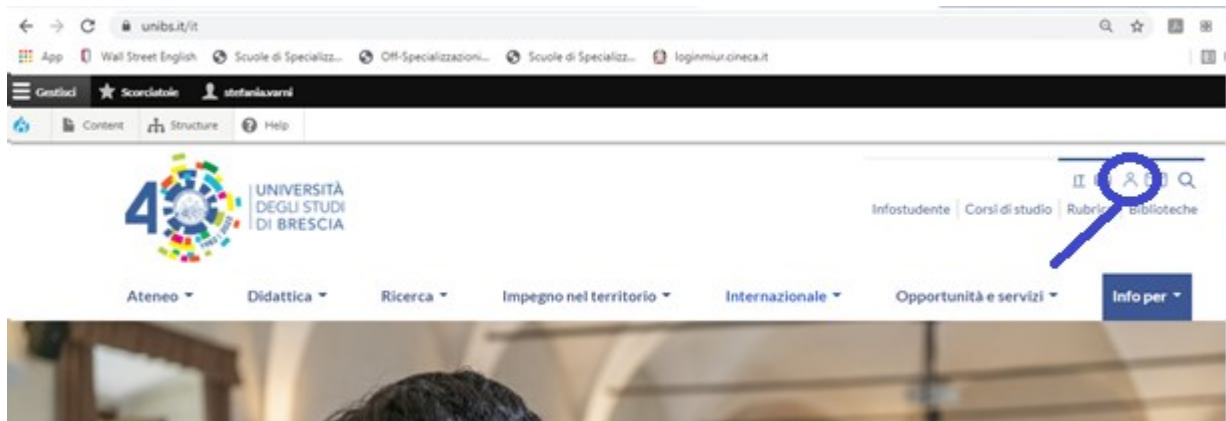 unibs.it/it
App Wall Street English Scuole di Specializz... Off-Specializzazioni... Scuole di Specializz... loginmiur.cineca.it
Gestisci Scorciatoie stefania.varni
Content Structure Help
40
UNIVERSITÀ
DEGLI STUDI
DI BRESCIA
IT
Infostudente Corsi di studio Biblioteche
Ateneo Didattica Ricerca Impegno nel territorio Internazionale Opportunità e servizi Info per